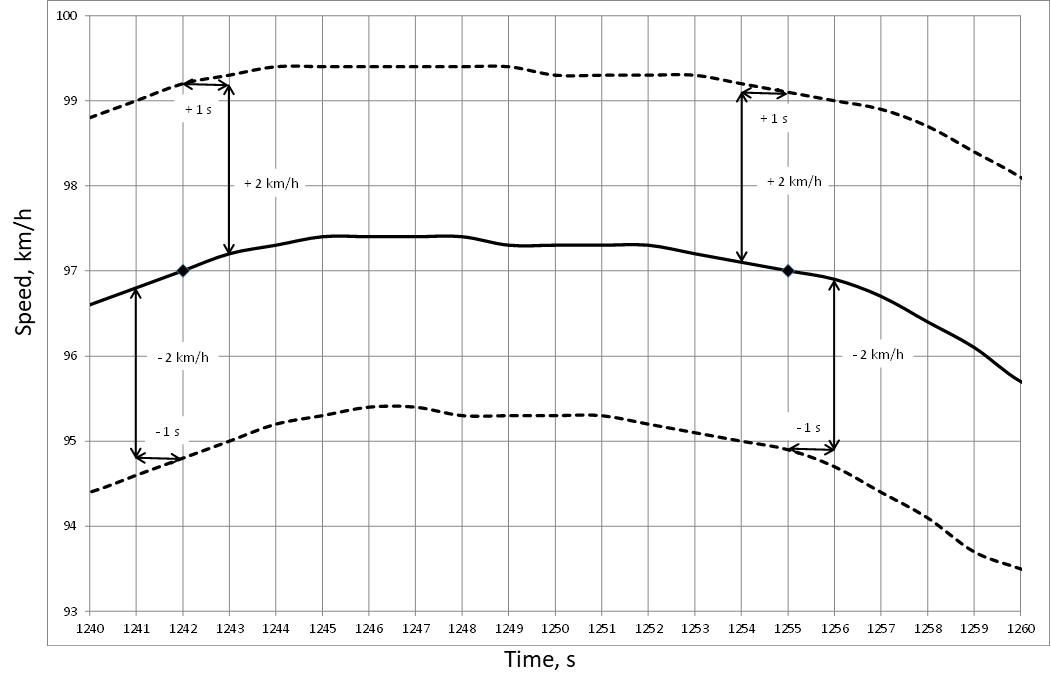 100
99
+ 1 s
+ 1 s
98
+ 2 km/h
+ 2 km/h
97
Speed, km/h
96
- 2 km/h
- 2 km/h
95
- 1 s
- 1 s
94
93
1240 1241 1242 1243 1244 1245 1246 1247 1248 1249 1250 1251 1252 1253 1254 1255 1256 1257 1258 1259 1260
Time, s